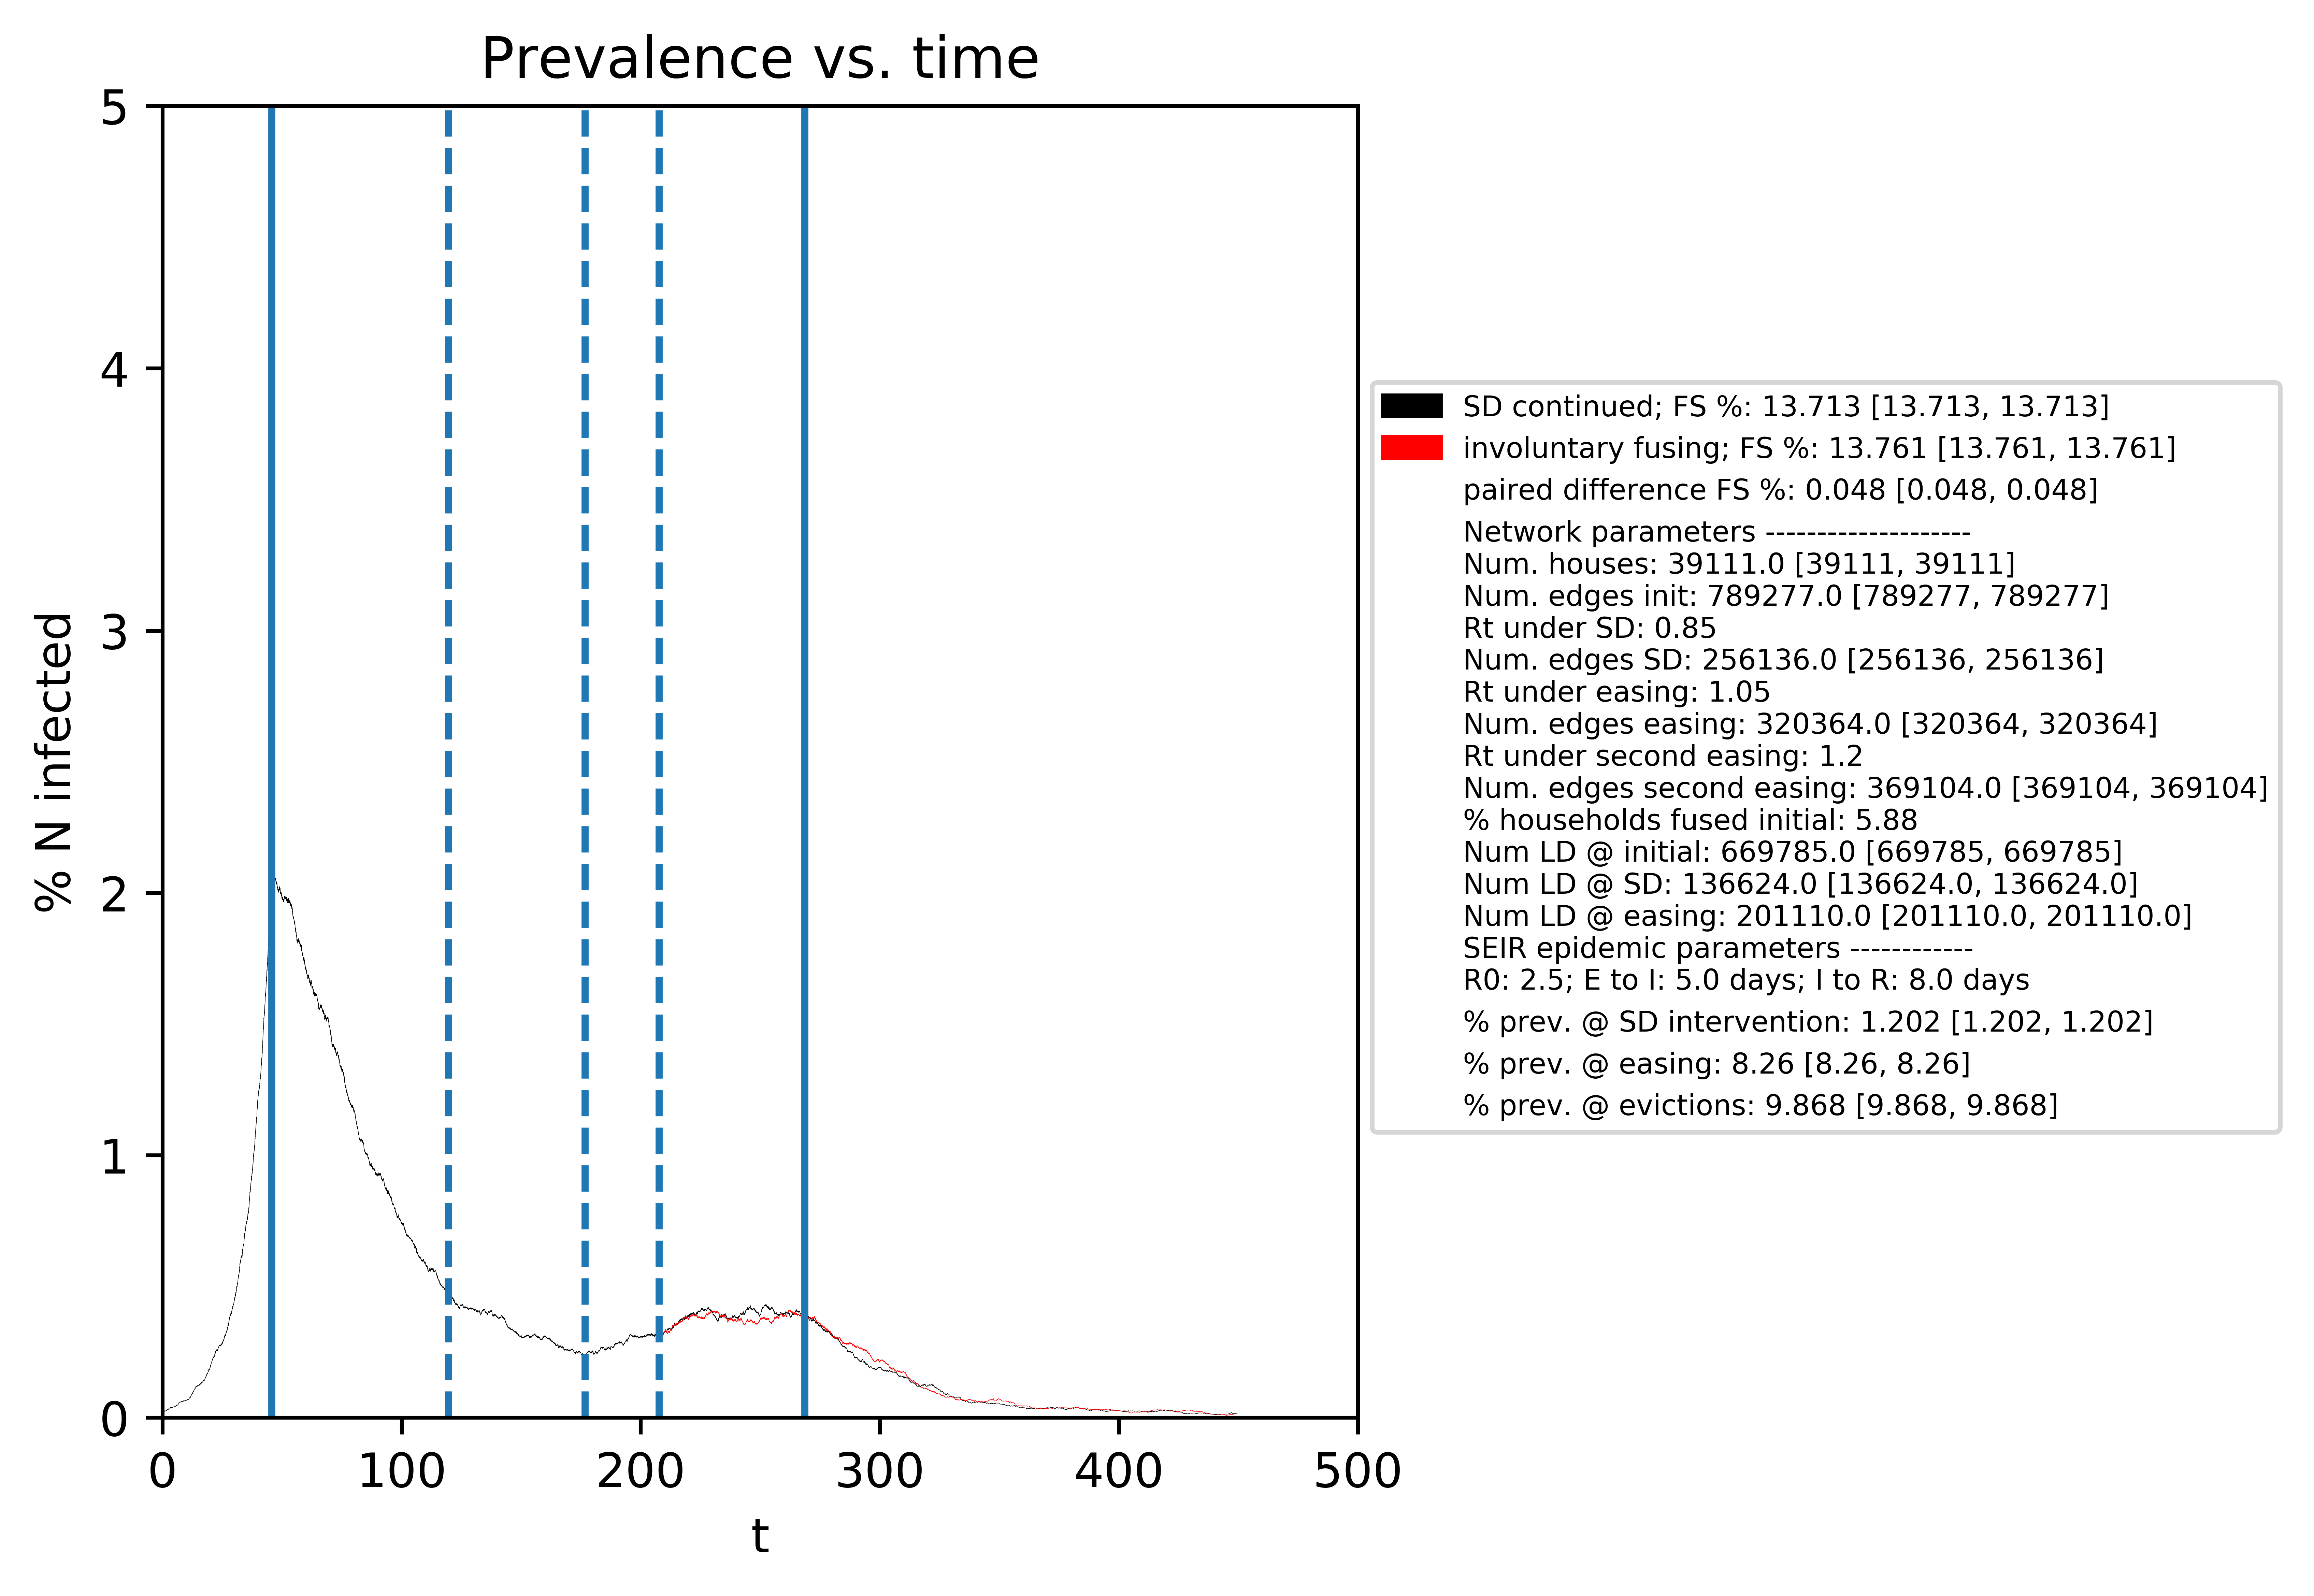 Prevalence vs. time
% N infected
5
4
3
2
1
0
0 100 200 300 400 500
t
SD continued; FS %: 13.713 [13.713, 13.713]
involuntary fusing; FS %: 13.761 [13.761, 13.761]
paired difference FS %: 0.048 [0.048, 0.048]
Network parameters --------------------
Num. houses: 39111.0 [39111, 39111]
Num. edges init: 789277.0 [789277, 789277]
Rt under SD: 0.85
Num. edges SD: 256136.0 [256136, 256136]
Rt under easing: 1.05
Num. edges easing: 320364.0 [320364, 320364]
Rt under second easing: 1.2
Num. edges second easing: 369104.0 [369104, 369104]
% households fused initial: 5.88
Num LD @ initial: 669785.0 [669785, 669785]
Num LD @ SD: 136624.0 [136624.0, 136624.0]
Num LD @ easing: 201110.0 [201110.0, 201110.0]
SEIR epidemic parameters ------------
R0: 2.5; E to I: 5.0 days; I to R: 8.0 days
% prev. @ SD intervention: 1.202 [1.202, 1.202]
% prev. @ easing: 8.26 [8.26, 8.26]
% prev. @ evictions: 9.868 [9.868, 9.868]